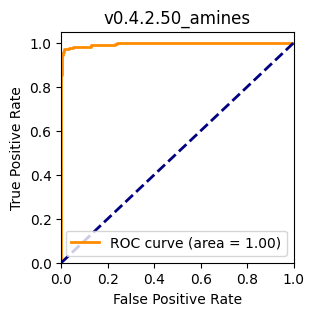 v0.4.2.50_amines
1.0
0.8
0.6
0.4
0.2
0.0
True Positive Rate
ROC curve (area = 1.00)
0.0 0.2 0.4 0.6 0.8 1.0
False Positive Rate